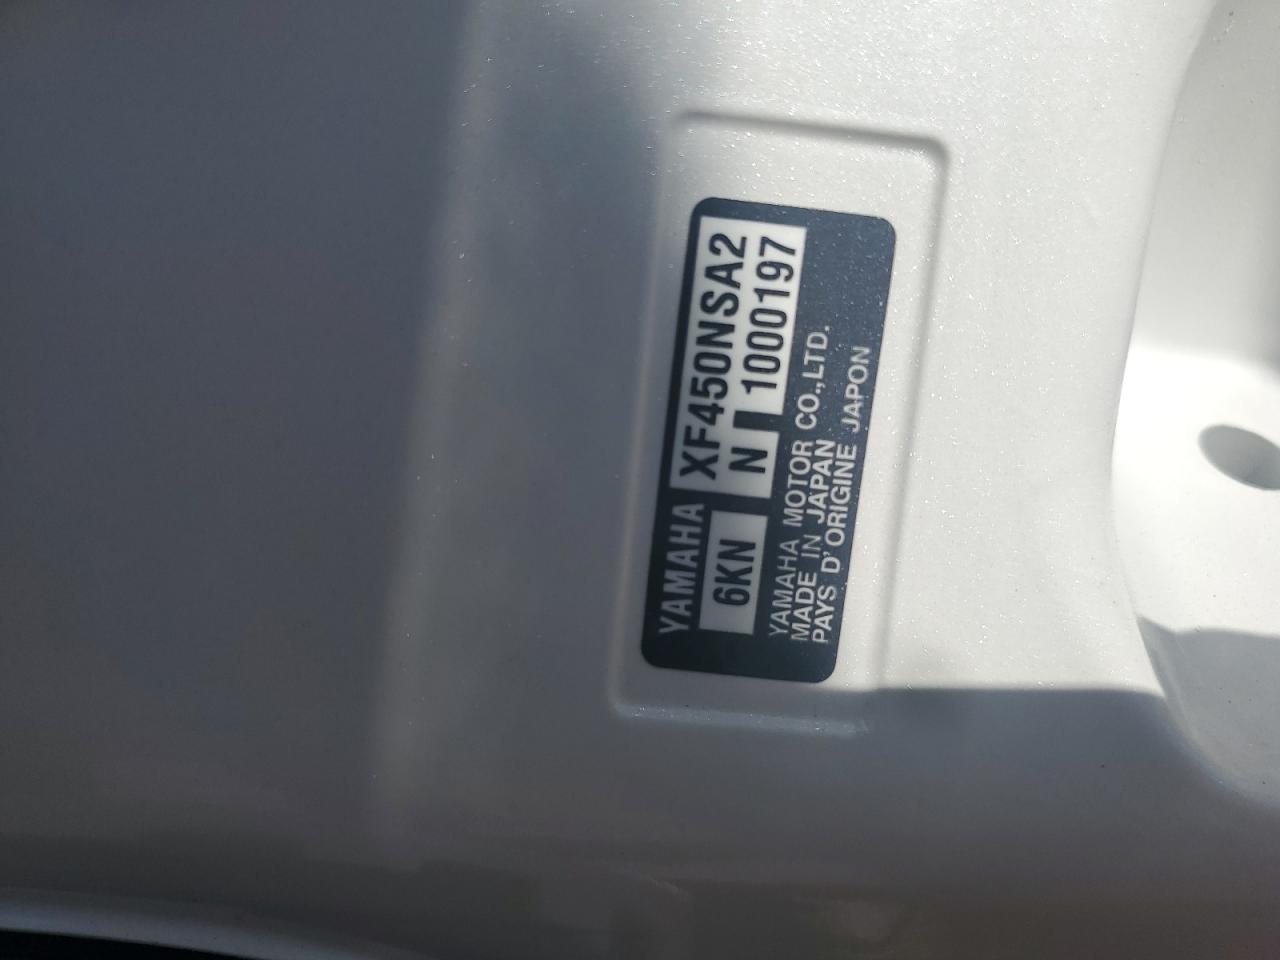 YAMAHA XF450NSA2
6KN N 1000197
YAMAHA MOTOR CO.,LTD.
MADE IN JAPAN
PAYS D'ORIGINE JAPON